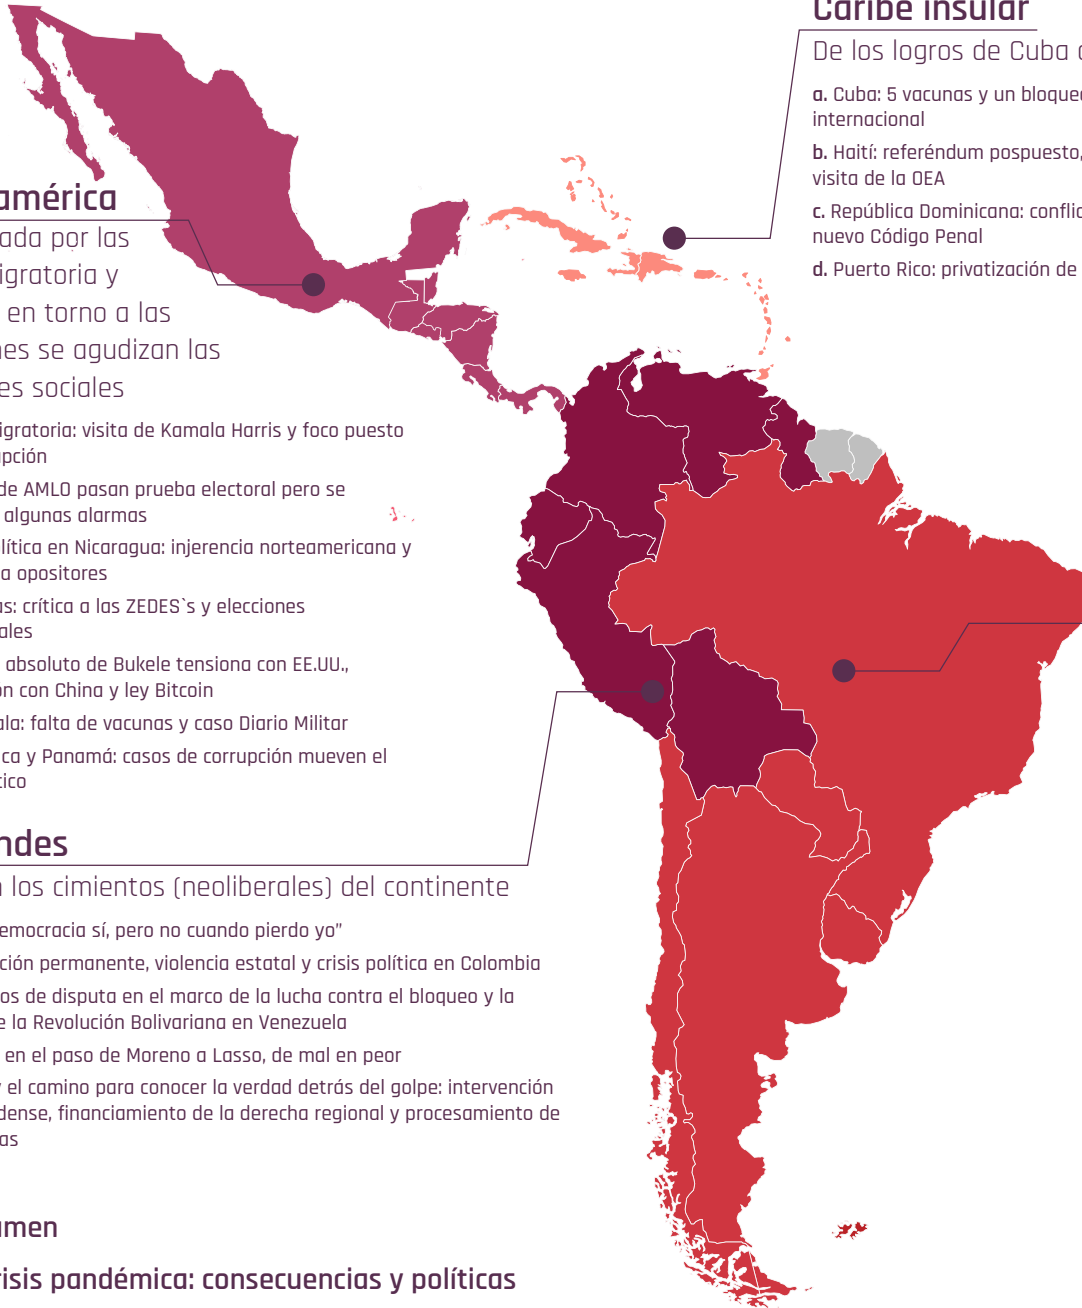 Caribe insular
De los logros de Cuba
a. Cuba: 5 vacunas y un bloqueo
internacional
b. Haití: referéndum pospuesto,
visita de la OEA
c. República Dominicana: conflic
nuevo Código Penal
d. Puerto Rico: privatización de
américa
ada por las
igratoria y
en torno a las
nes se agudizan las
es sociales
igratoria: visita de Kamala Harris y foco puesto
pción
de AMLO pasan prueba electoral pero se
algunas alarmas
lítica en Nicaragua: injerencia norteamericana y
a opositores
as: crítica a las ZEDES`s y elecciones
ales
absoluto de Bukele tensiona con EE.UU.,
ón con China y ley Bitcoin
ala: falta de vacunas y caso Diario Militar
ca y Panamá: casos de corrupción mueven el
tico
ndes
los cimientos (neoliberales) del continente
emocracia sí, pero no cuando pierdo yo”
ción permanente, violencia estatal y crisis política en Colombia
os de disputa en el marco de la lucha contra el bloqueo y la
e la Revolución Bolivariana en Venezuela
en el paso de Moreno a Lasso, de mal en peor
y el camino para conocer la verdad detrás del golpe: intervención
dense, financiamiento de la derecha regional y procesamiento de
as
umen
risis pandémica: consecuencias y políticas